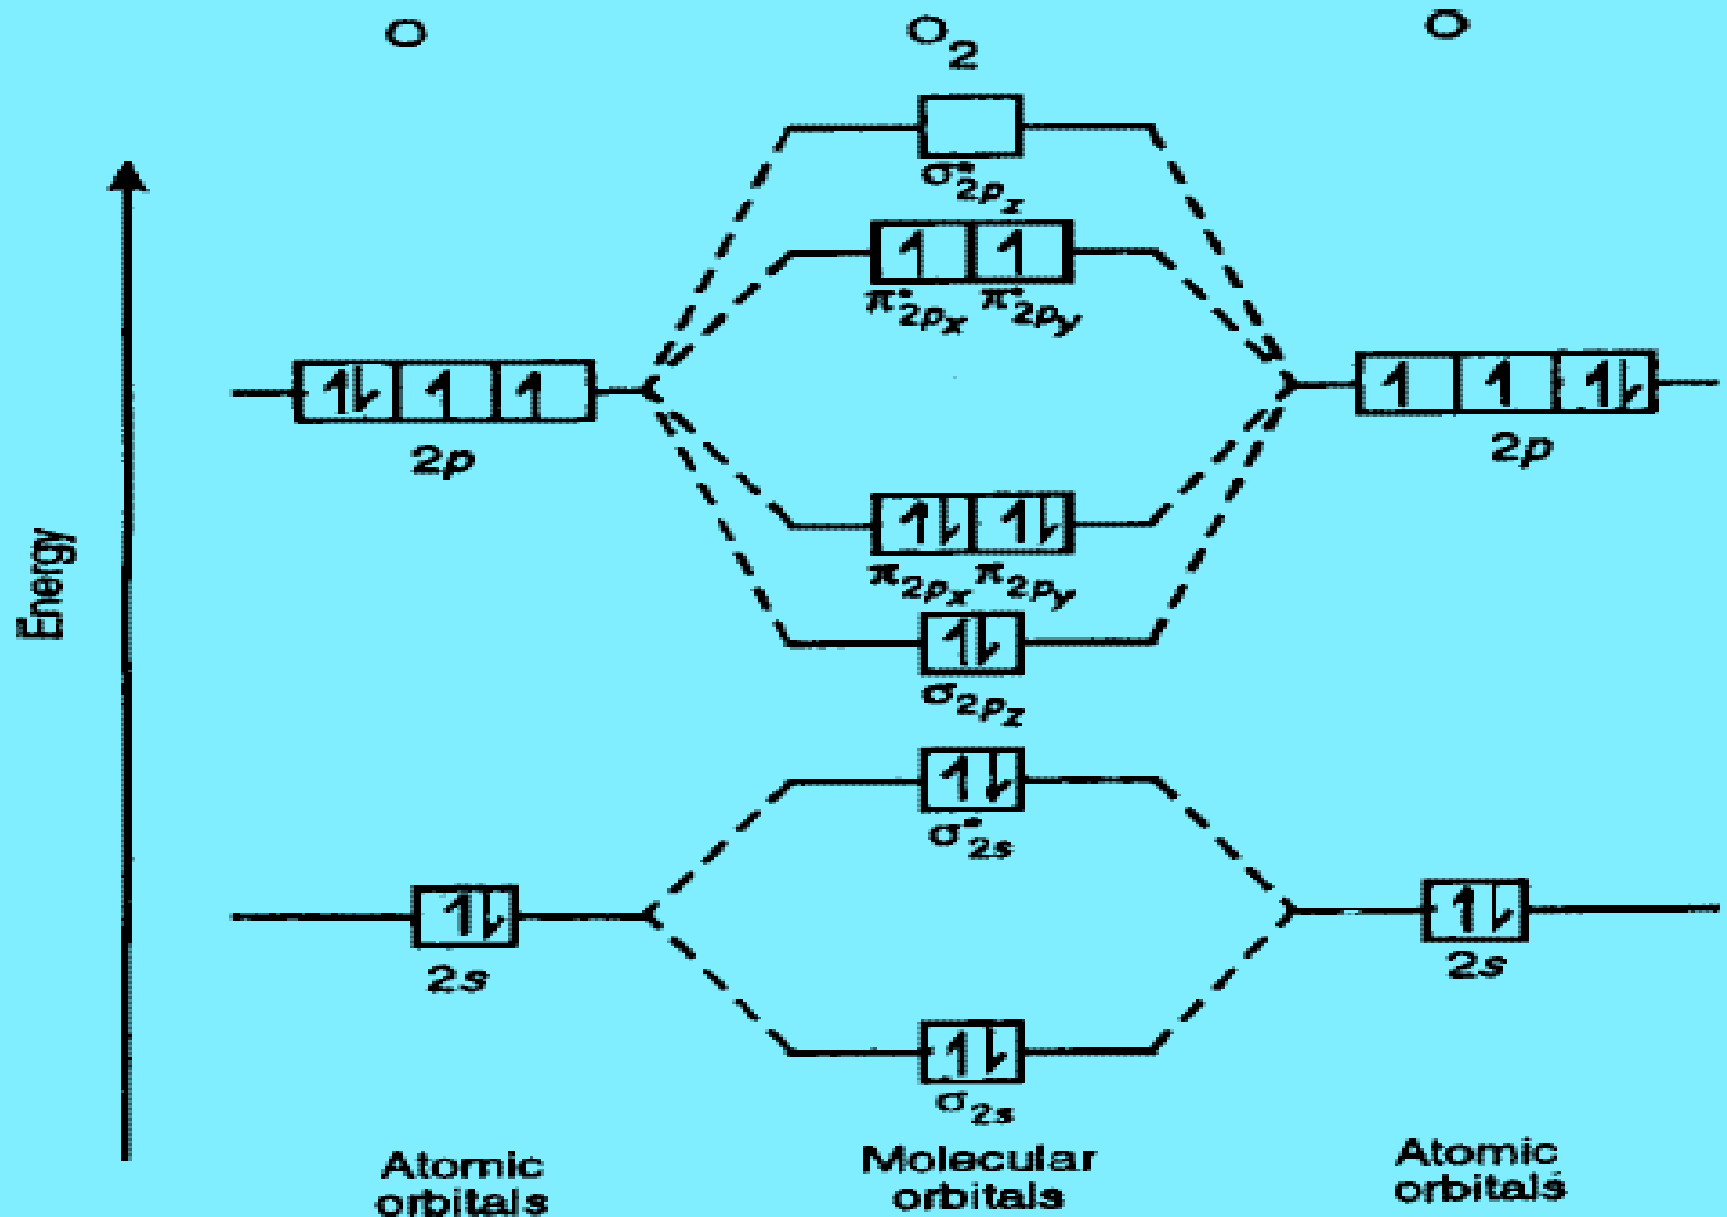 O O₂ O
σ*2pz
π*2px π*2py
2p 2p
π2px π2py
σ2pz
σ*2s
2s 2s
σ2s
Energy
Atomic orbitals
Molecular orbitals
Atomic orbitals